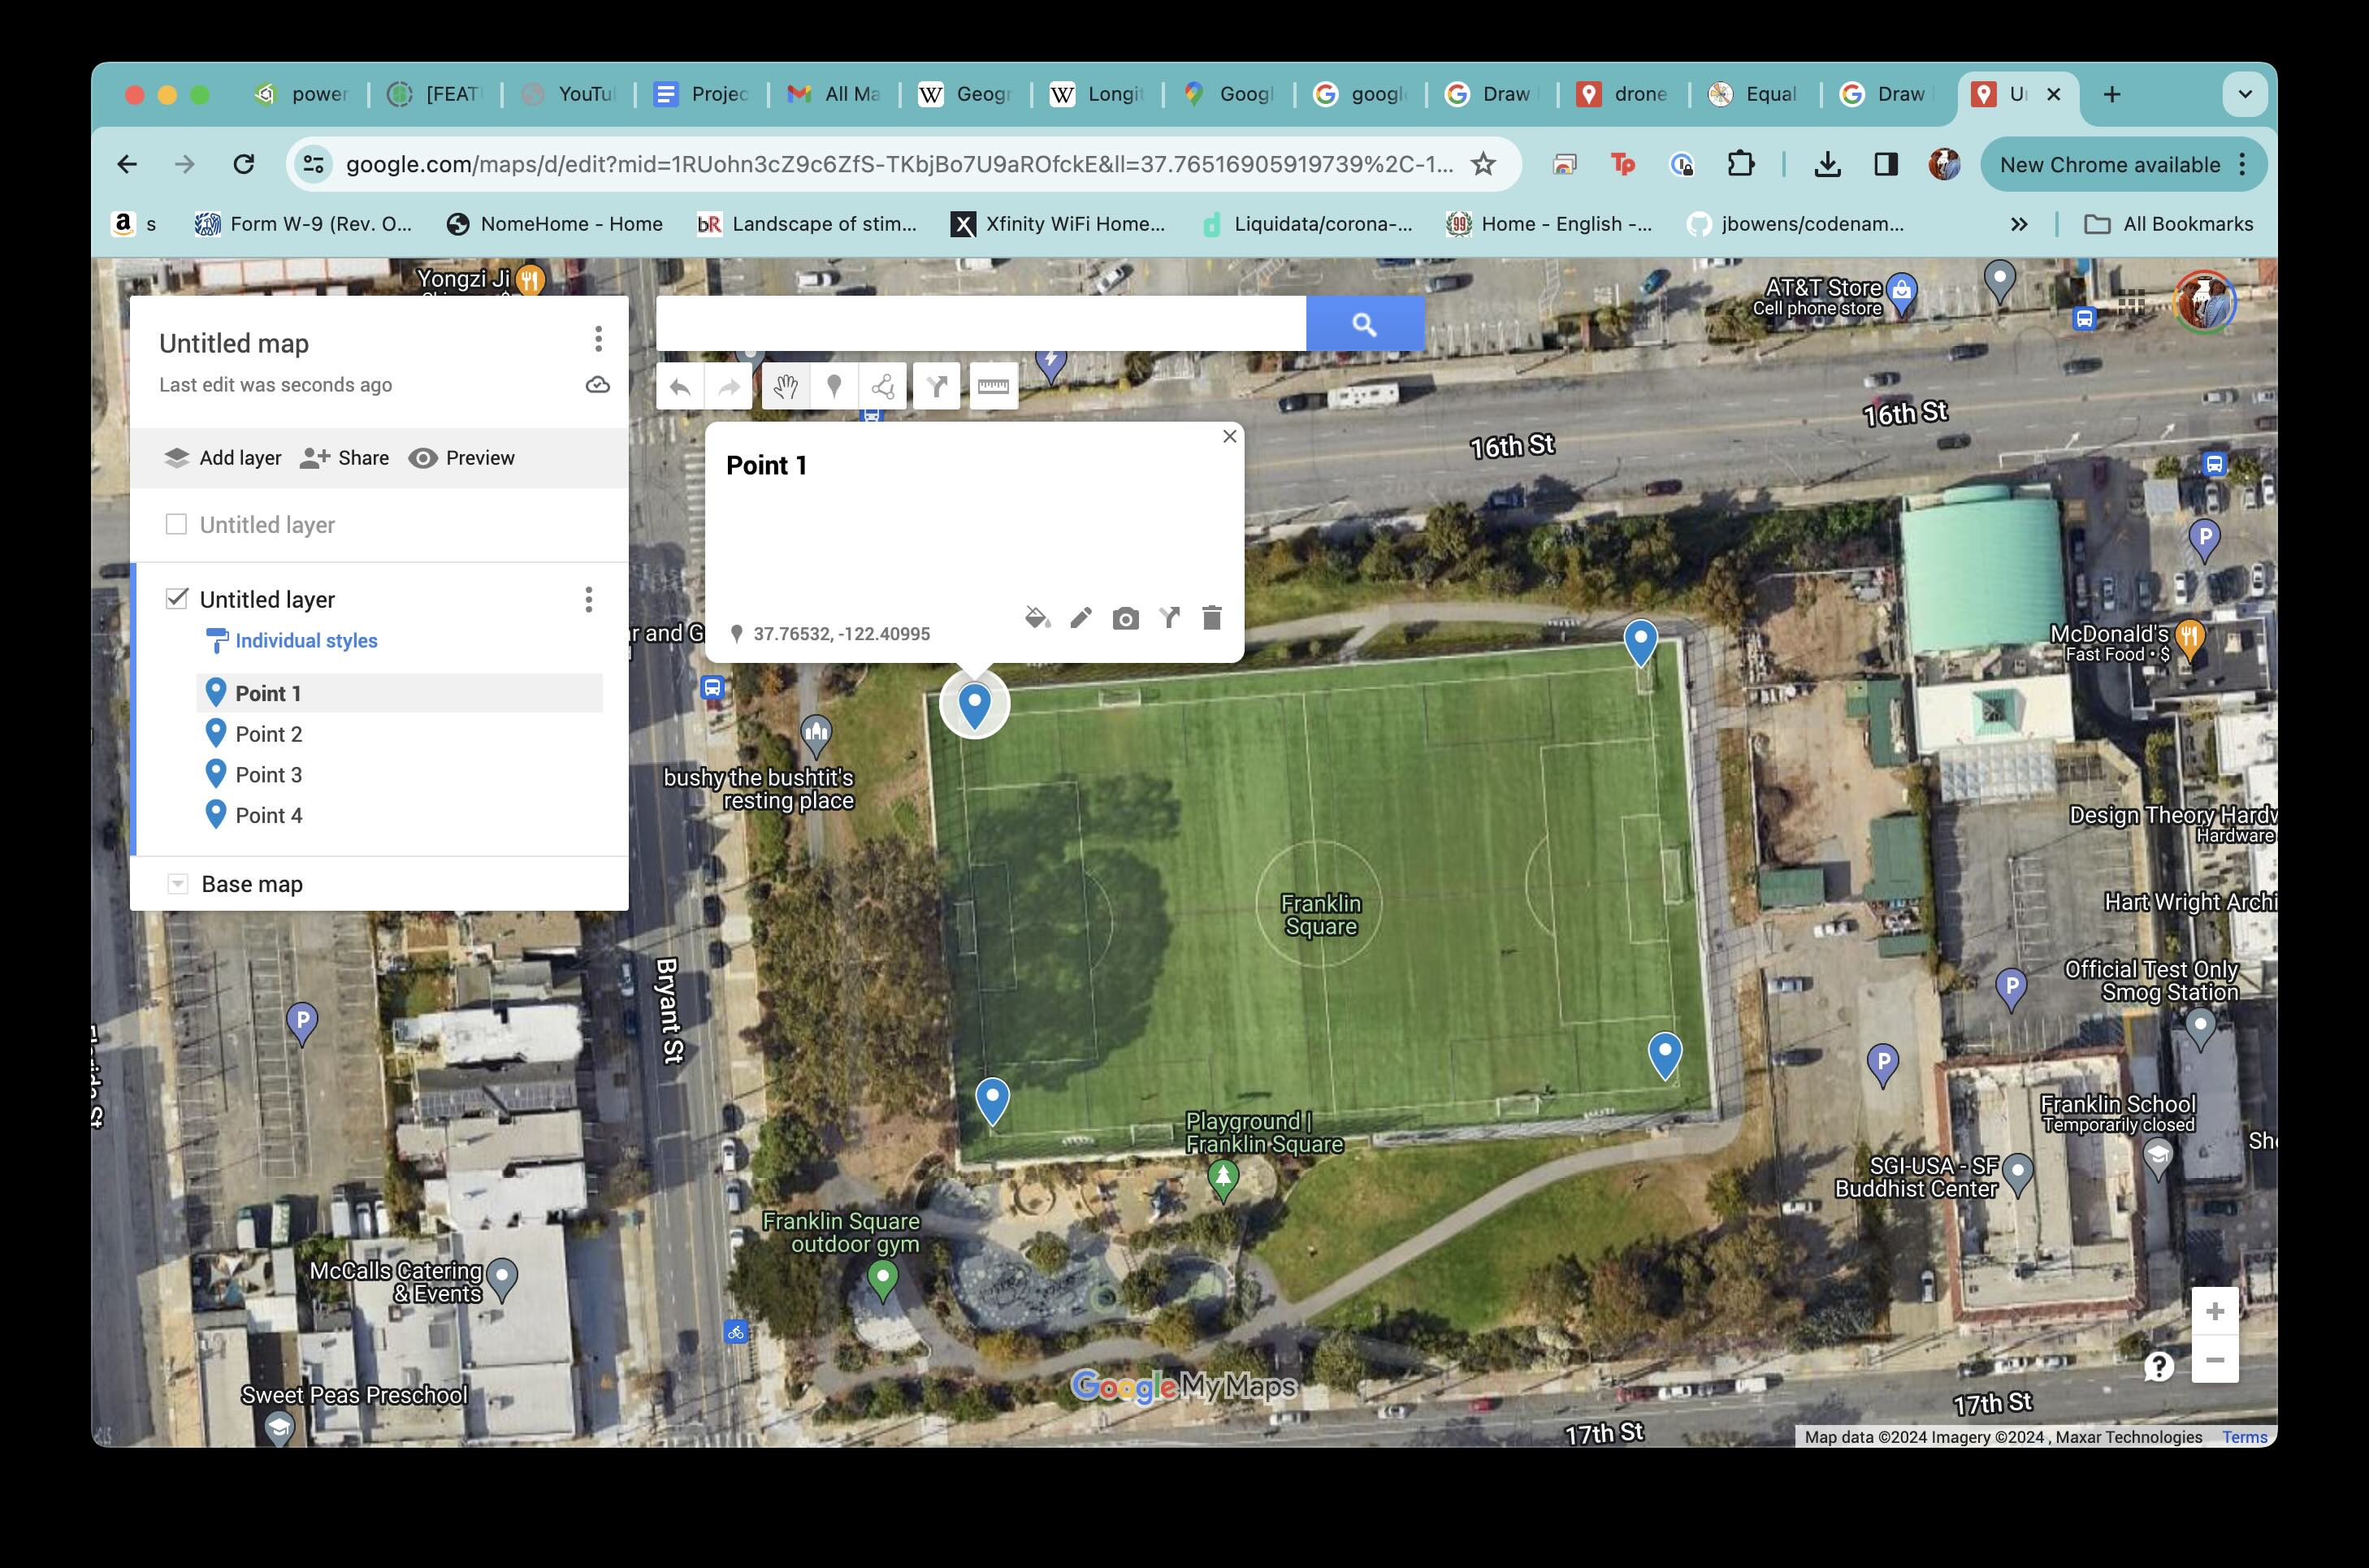 power
[FEAT
YouTu
Projec
All Ma
Geogr
Longit
Googl
googl
Draw
drone
Equal
Draw
google.com/maps/d/edit?mid=1RUohn3cZ9c6ZfS-TKbjBo7U9aROfckE&ll=37.76516905919739%2C-1...
Tp
New Chrome available
a s
Form W-9 (Rev. O...
NomeHome - Home
bR Landscape of stim...
X Xfinity WiFi Home...
Liquidata/corona-...
99 Home - English -...
jbowens/codenam...
All Bookmarks
Yongzi Ji
AT&T Store
Cell phone store
Untitled map
Last edit was seconds ago
Add layer
Share
Preview
Untitled layer
Untitled layer
Individual styles
Point 1
Point 2
Point 3
Point 4
Base map
Point 1
37.76532, -122.40995
16th St
16th St
McDonald's
Fast Food • $
bushy the bushtit's
resting place
Design Theory Hardw
Hardware
Franklin
Square
Hart Wright Archi
Bryant St
Official Test Only
Smog Station
P
P
P
P
Playground |
Franklin Square
Franklin School
Temporarily closed
SGI-USA - SF
Buddhist Center
Franklin Square
outdoor gym
McCalls Catering
& Events
Sweet Peas Preschool
Google My Maps
17th St
17th St
Map data ©2024 Imagery ©2024 , Maxar Technologies
Terms